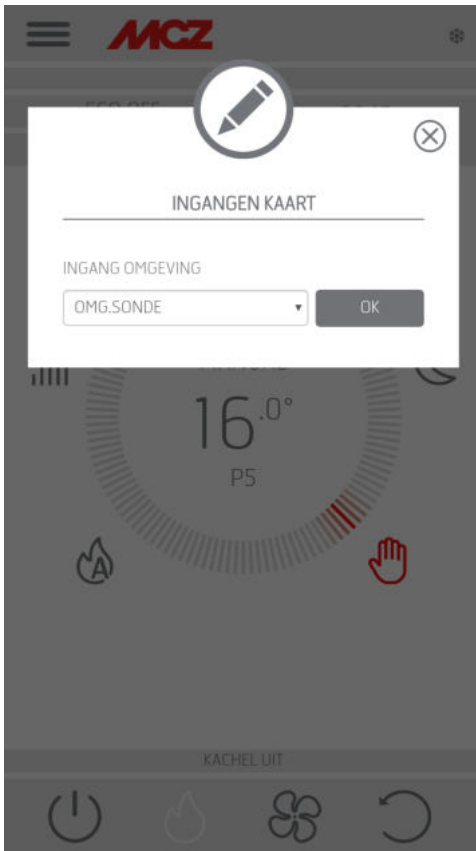 MCZ
INGANGEN KAART
INGANG OMGEVING
OMG.SONDE
OK
16.0°
P5
A
KACHEL UIT